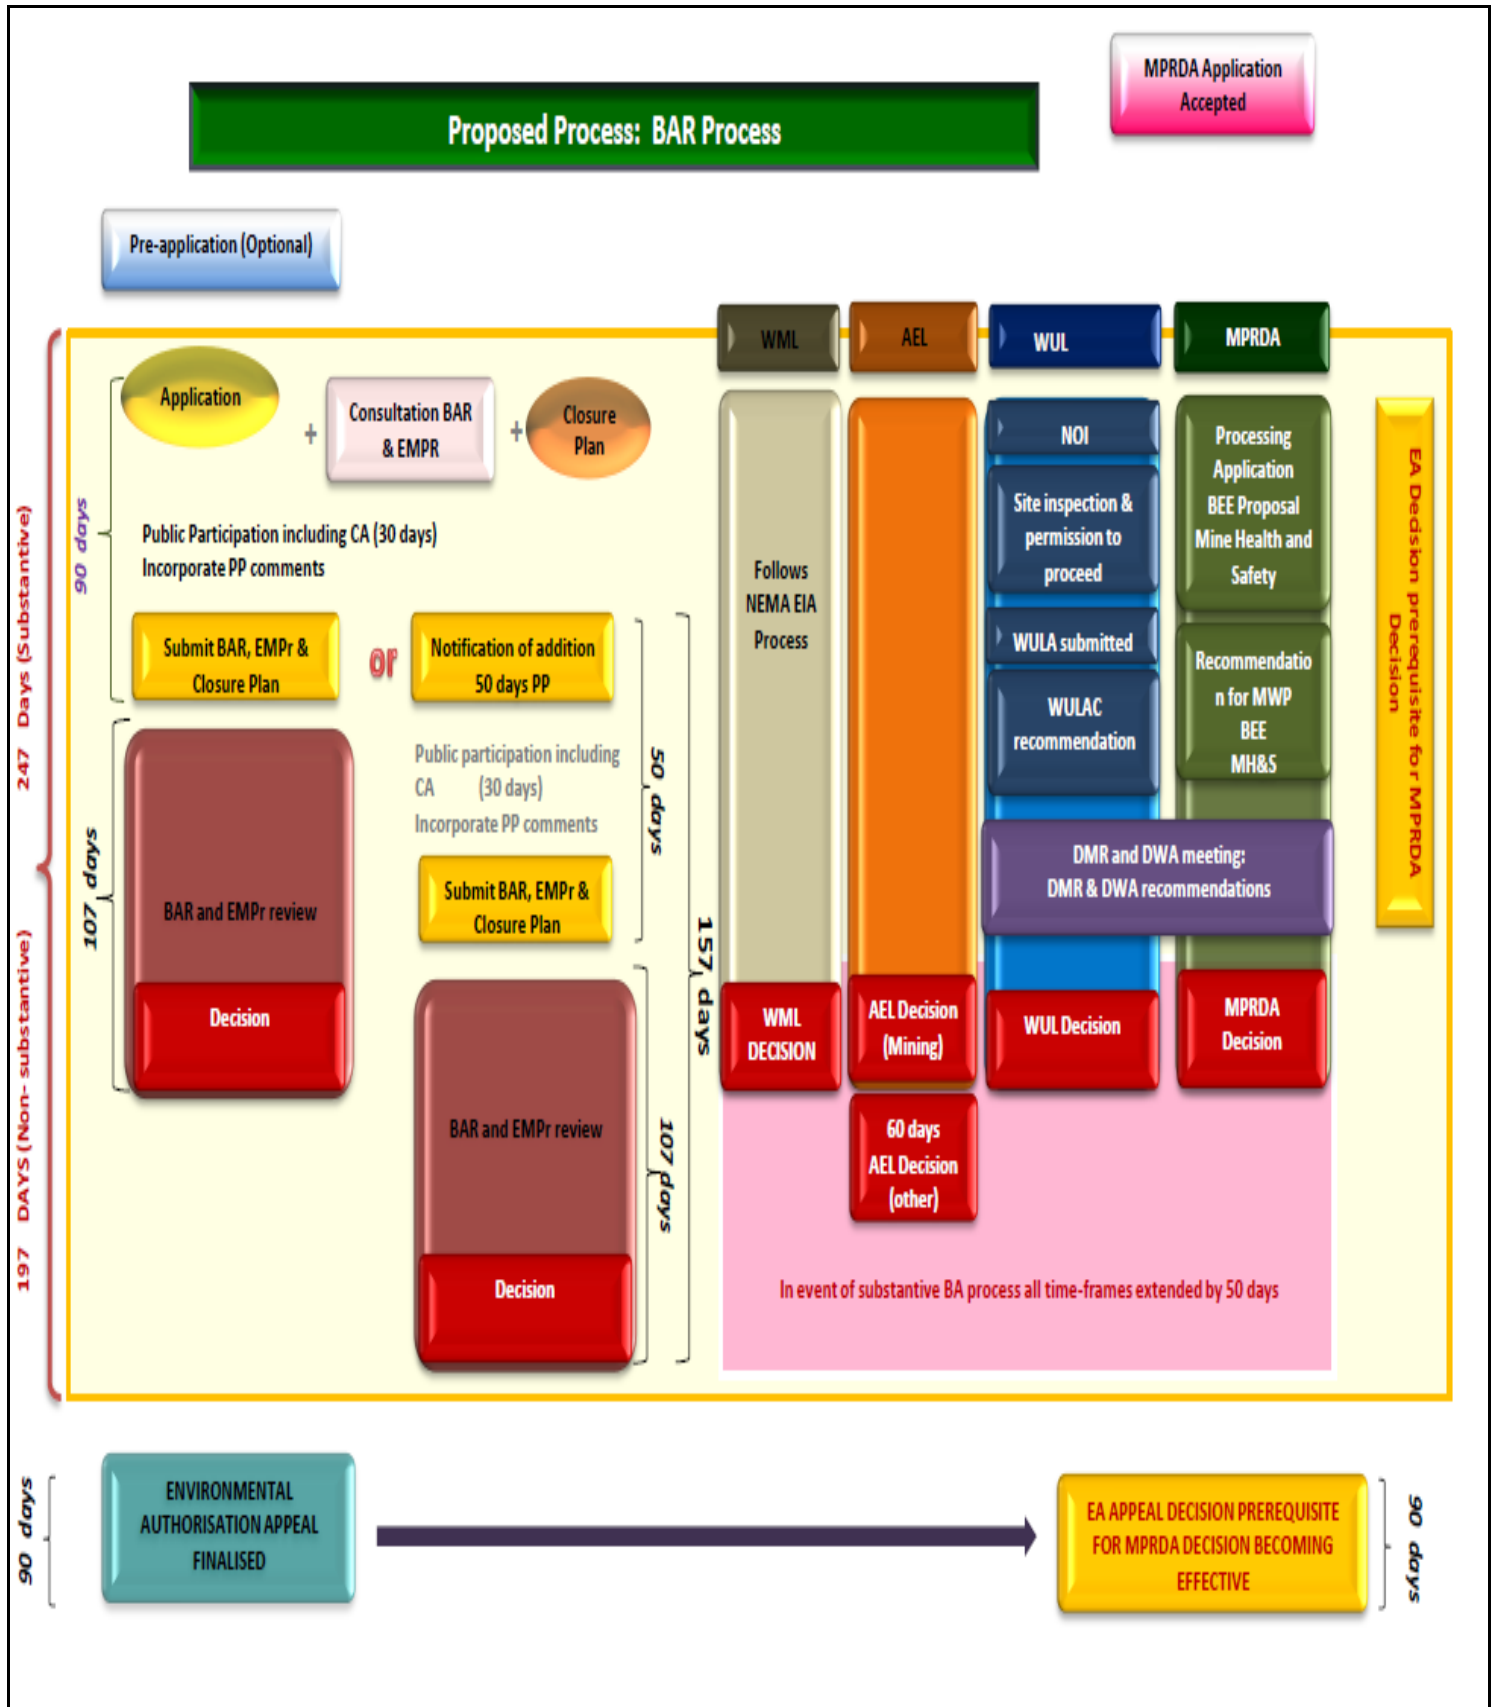 MPRDA Application
Accepted
Proposed Process:  BAR Process
Pre-application (Optional)
WML
AEL
WUL
MPRDA
247 Days (Substantive)
197 DAYS (Non- substantive)
90 days
Application
+
Consultation BAR
& EMPR
+
Closure
Plan
Public Participation including CA (30 days)
Incorporate PP comments
Submit BAR, EMPr &
Closure Plan
or
Notification of addition
50 days PP
107 days
BAR and EMPr review
Decision
Public participation including
CA (30 days)
Incorporate PP comments
Submit BAR, EMPr &
Closure Plan
50 days
BAR and EMPr review
Decision
107 days
157 days
Follows
NEMA EIA
Process
WML
DECISION
AEL Decision
(Mining)
60 days
AEL Decision
(other)
NOI
Site inspection &
permission to
proceed
WULA submitted
WULAC
recommendation
Processing
Application
BEE Proposal
Mine Health and
Safety
Recommendatio
n for MWP
BEE
MH&S
DMR and DWA meeting:
DMR & DWA recommendations
WUL Decision
MPRDA
Decision
EA Decision prerequisite for MPRDA
Decision
In event of substantive BA process all time-frames extended by 50 days
90 days
ENVIRONMENTAL
AUTHORISATION APPEAL
FINALISED
EA APPEAL DECISION PREREQUISITE
FOR MPRDA DECISION BECOMING
EFFECTIVE
90 days